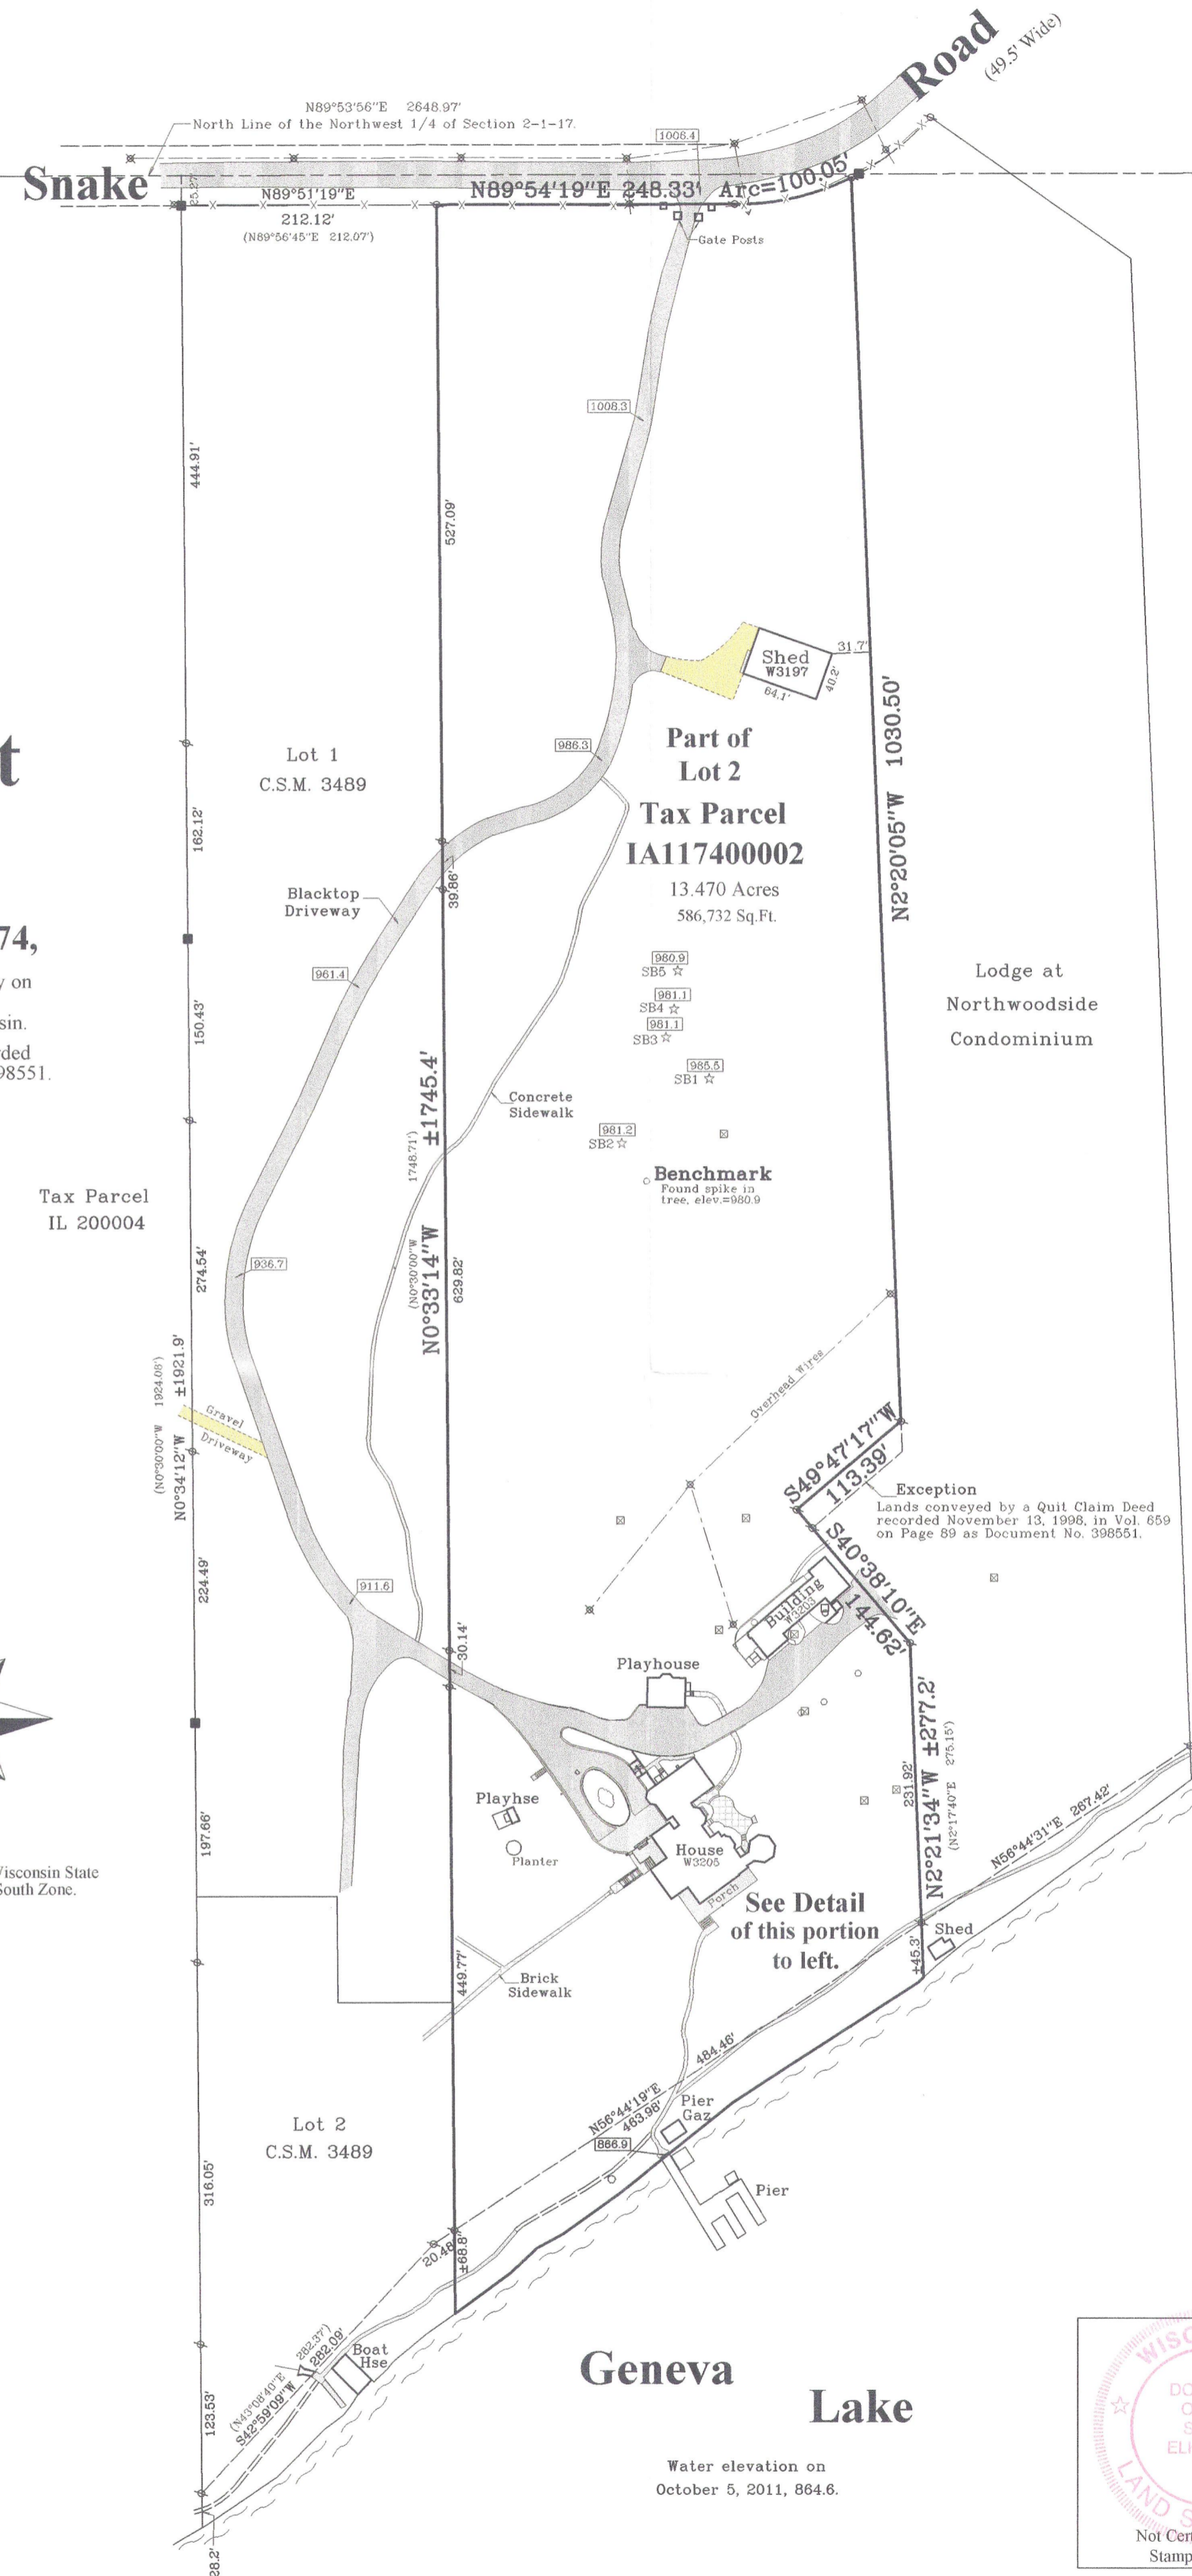 Road
(49.5' Wide)
N89°53'56"E 2648.97'
North Line of the Northwest 1/4 of Section 2-1-17.
1008.4
Snake
25.27'
N89°51'19"E
212.12'
(N89°56'45"E 212.07')
N89°54'19"E 248.33'
Arc=100.05'
Gate Posts
444.91'
527.09'
1008.3
Shed
W3197
31.7'
64.1'
40.2'
N2°20'05"W 1030.50'
t
Lot 1
C.S.M. 3489
986.3
Part of
Lot 2
Tax Parcel
IA117400002
13.470 Acres
586,732 Sq.Ft.
162.12'
39.86'
Blacktop
Driveway
74,
y on
sin.
ded
98551.
961.4
150.43'
980.9
SB5
981.1
SB4
981.1
SB3
985.5
SB1
981.2
SB2
Lodge at
Northwoodside
Condominium
Concrete
Sidewalk
Benchmark
Found spike in
tree, elev.=980.9
(N0°30'00"W 1748.71')
N0°33'14"W ±1745.4'
629.82'
Tax Parcel
IL 200004
274.54'
936.7
(N0°30'00"W 1924.08')
N0°34'12"W ±1921.9'
Gravel
Driveway
Overhead Wires
S49°47'17"W
113.39'
Exception
Lands conveyed by a Quit Claim Deed
recorded November 13, 1998, in Vol. 659
on Page 89 as Document No. 398551.
S40°38'10"E
144.62'
224.49'
911.6
Building
W3203
30.14'
Playhouse
N2°21'34"W ±277.2'
(N2°17'40"E 275.15')
231.92'
N56°44'31"E 267.42'
Playhse
Planter
House
W3205
Porch
197.66'
Visconsin State
South Zone.
See Detail
of this portion
to left.
Shed
±45.3'
Brick
Sidewalk
449.77'
484.46'
N56°44'19"E
463.98'
Pier
Gaz
866.9
Pier
Lot 2
C.S.M. 3489
316.05'
20.48'
±68.8'
(N43°08'40"E 282.37')
S42°59'09"W 282.09'
Boat
Hse
123.53'
28.2'
Geneva
Lake
Water elevation on
October 5, 2011, 864.6.
WISC
DO
S
ELI
LAND S
Not Cer
Stamp